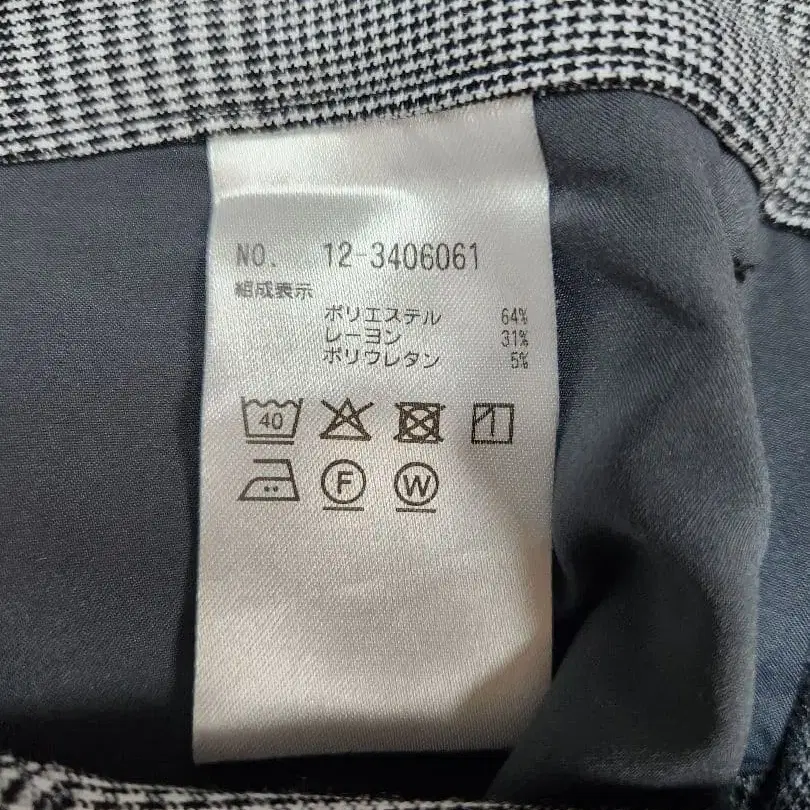 NO. 12-3406061
組成表示
ポリエステル 64%
レーヨン 31%
ポリウレタン 5%
40
F W